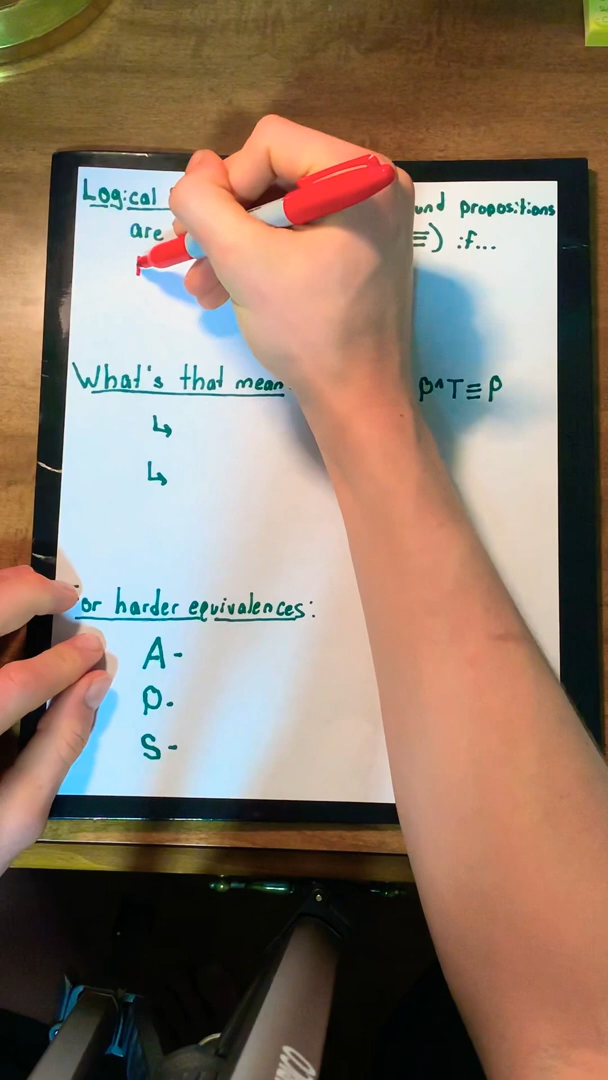 Logical
und propositions
are
≡) if...
What's that mean
p^T≡p
↳
↳
or harder equivalences:
A-
P-
S-